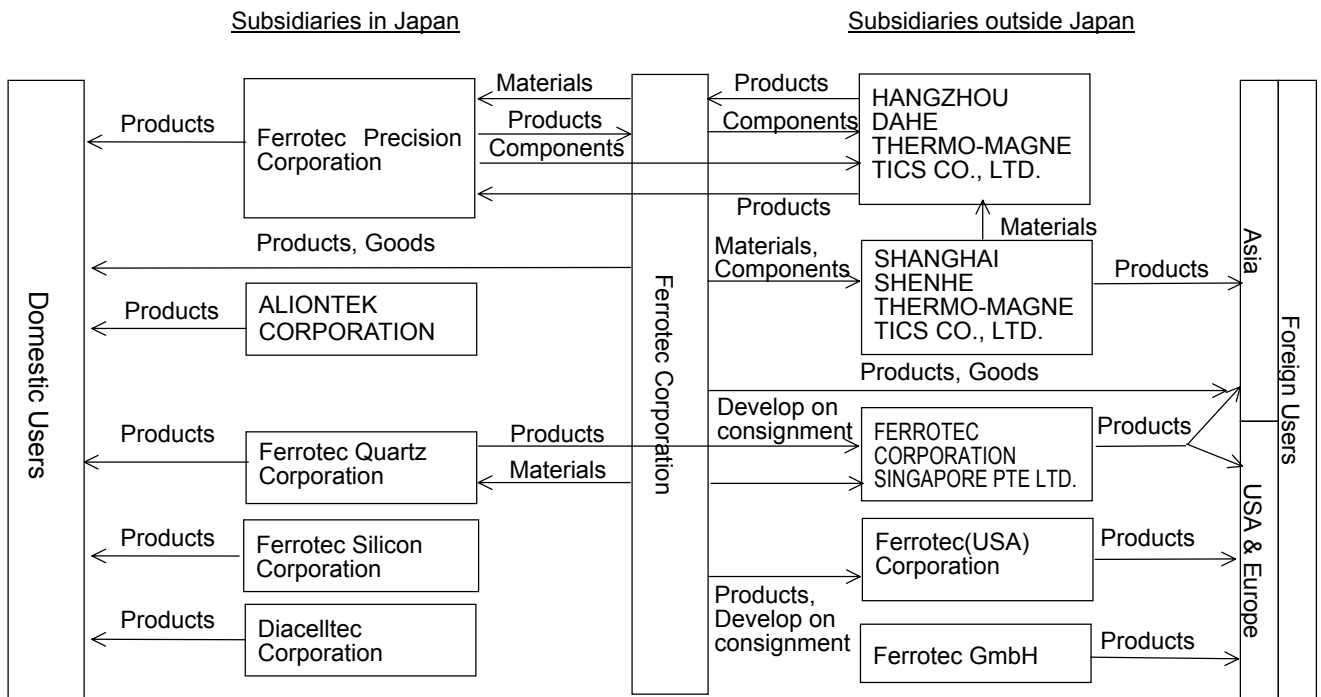 Subsidiaries in Japan
Subsidiaries outside Japan
Domestic Users
Products
Ferrotec Precision
Corporation
Materials
Products
Components
Products, Goods
Products
ALIONTEK
CORPORATION
Products
Ferrotec Quartz
Corporation
Products
Materials
Products
Ferrotec Silicon
Corporation
Products
Diacelltec
Corporation
Ferrotec Corporation
Products
Components
Products
HANGZHOU
DAHE
THERMO-MAGNE
TICS CO., LTD.
Materials
Materials,
Components
SHANGHAI
SHENHE
THERMO-MAGNE
TICS CO., LTD.
Products
Products, Goods
Develop on
consignment
FERROTEC
CORPORATION
SINGAPORE PTE LTD.
Products
Ferrotec(USA)
Corporation
Products
Products,
Develop on
consignment
Ferrotec GmbH
Products
Asia
USA & Europe
Foreign Users